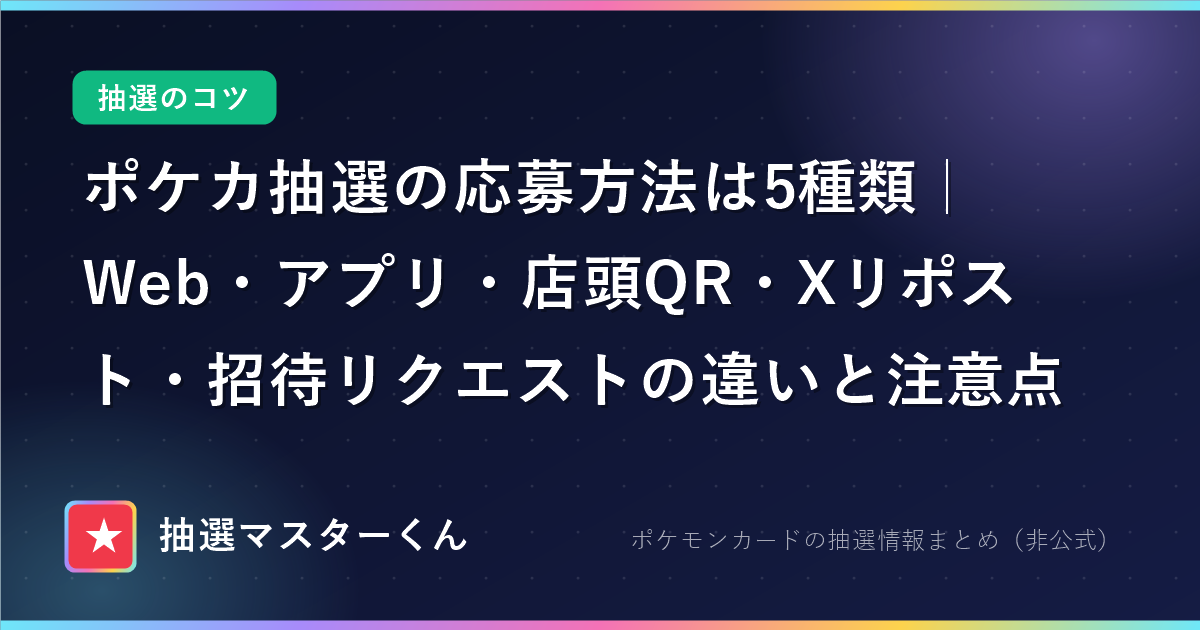 抽選のコツ
ポケカ抽選の応募方法は5種類｜
Web・アプリ・店頭QR・Xリポス
ト・招待リクエストの違いと注意点
抽選マスターくん
ポケモンカードの抽選情報まとめ（非公式）